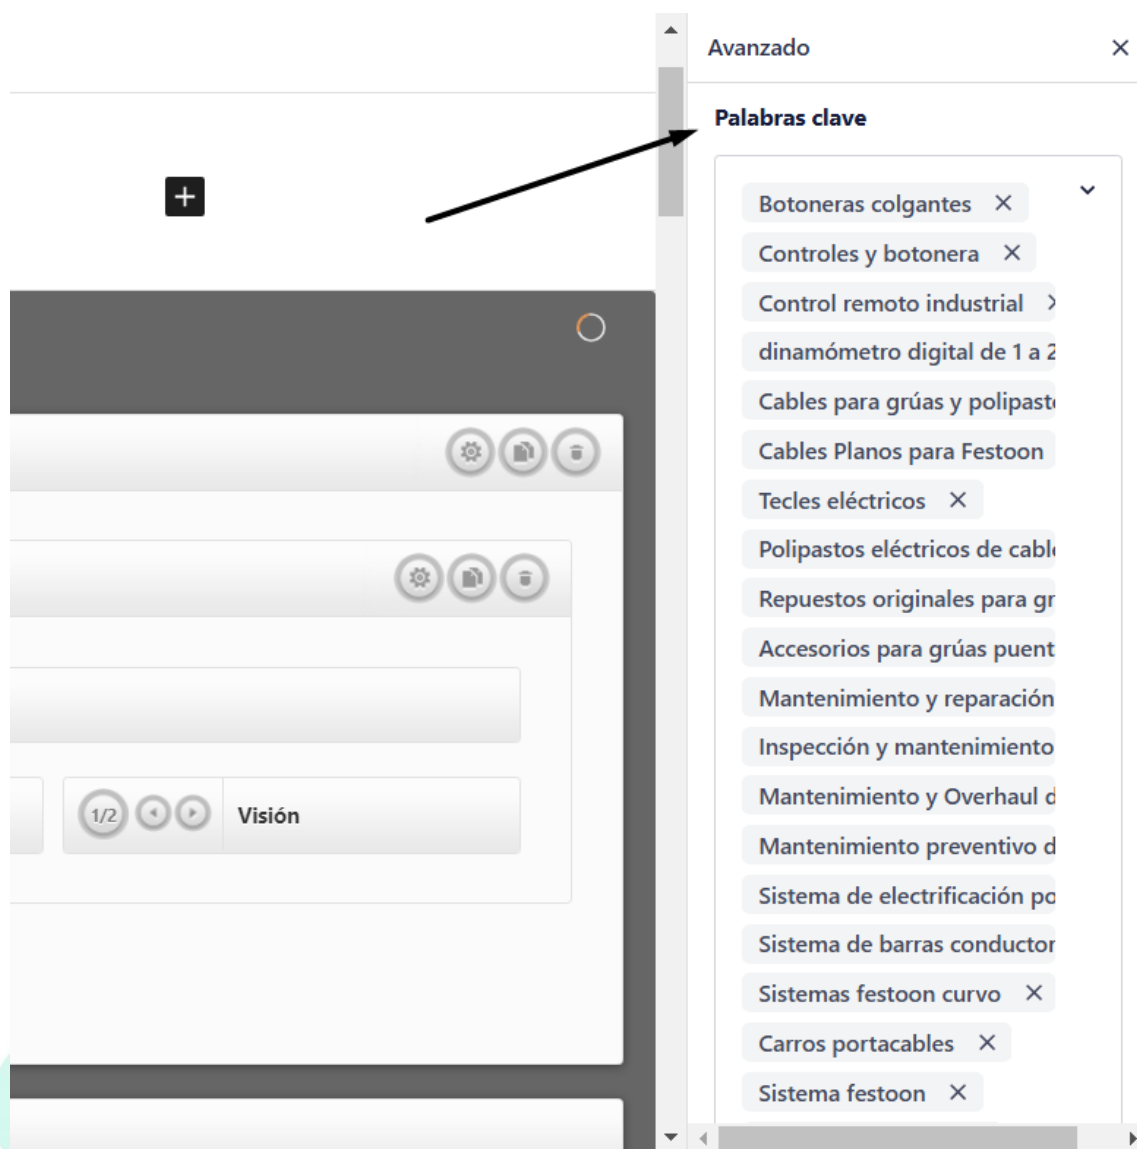 Avanzado
Palabras clave
Botoneras colgantes
Controles y botonera
Control remoto industrial
dinamómetro digital de 1 a 2
Cables para grúas y
Cables Planos para Festoon
Tecles eléctricos
Polipastos eléctricos de
Repuestos originales para
Accesorios para grúas
Mantenimiento y reparación
Inspección y mantenimiento
Mantenimiento y Overhaul
Mantenimiento preventivo
Sistema de electrificación
Sistema de barras
Sistemas festoon curvo
Carros portacables
Sistema festoon
1/2
Visión